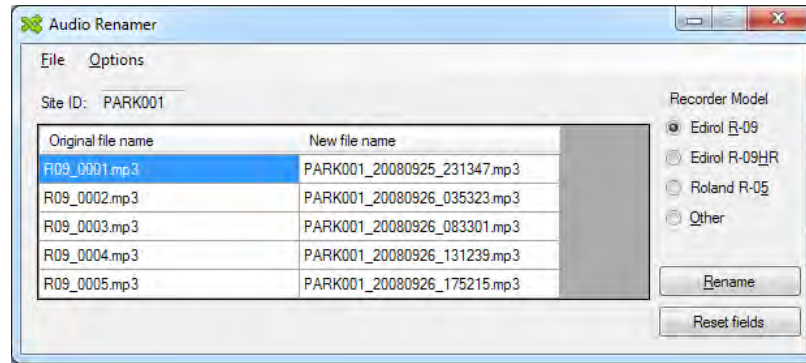 Audio Renamer
File Options
Site ID: PARK001
Original file name New file name
R09_0001.mp3 PARK001_20080925_231347.mp3
R09_0002.mp3 PARK001_20080926_035323.mp3
R09_0003.mp3 PARK001_20080926_083301.mp3
R09_0004.mp3 PARK001_20080926_131239.mp3
R09_0005.mp3 PARK001_20080926_175215.mp3
Recorder Model
Edirol R-09
Edirol R-09HR
Roland R-05
Other
Rename
Reset fields